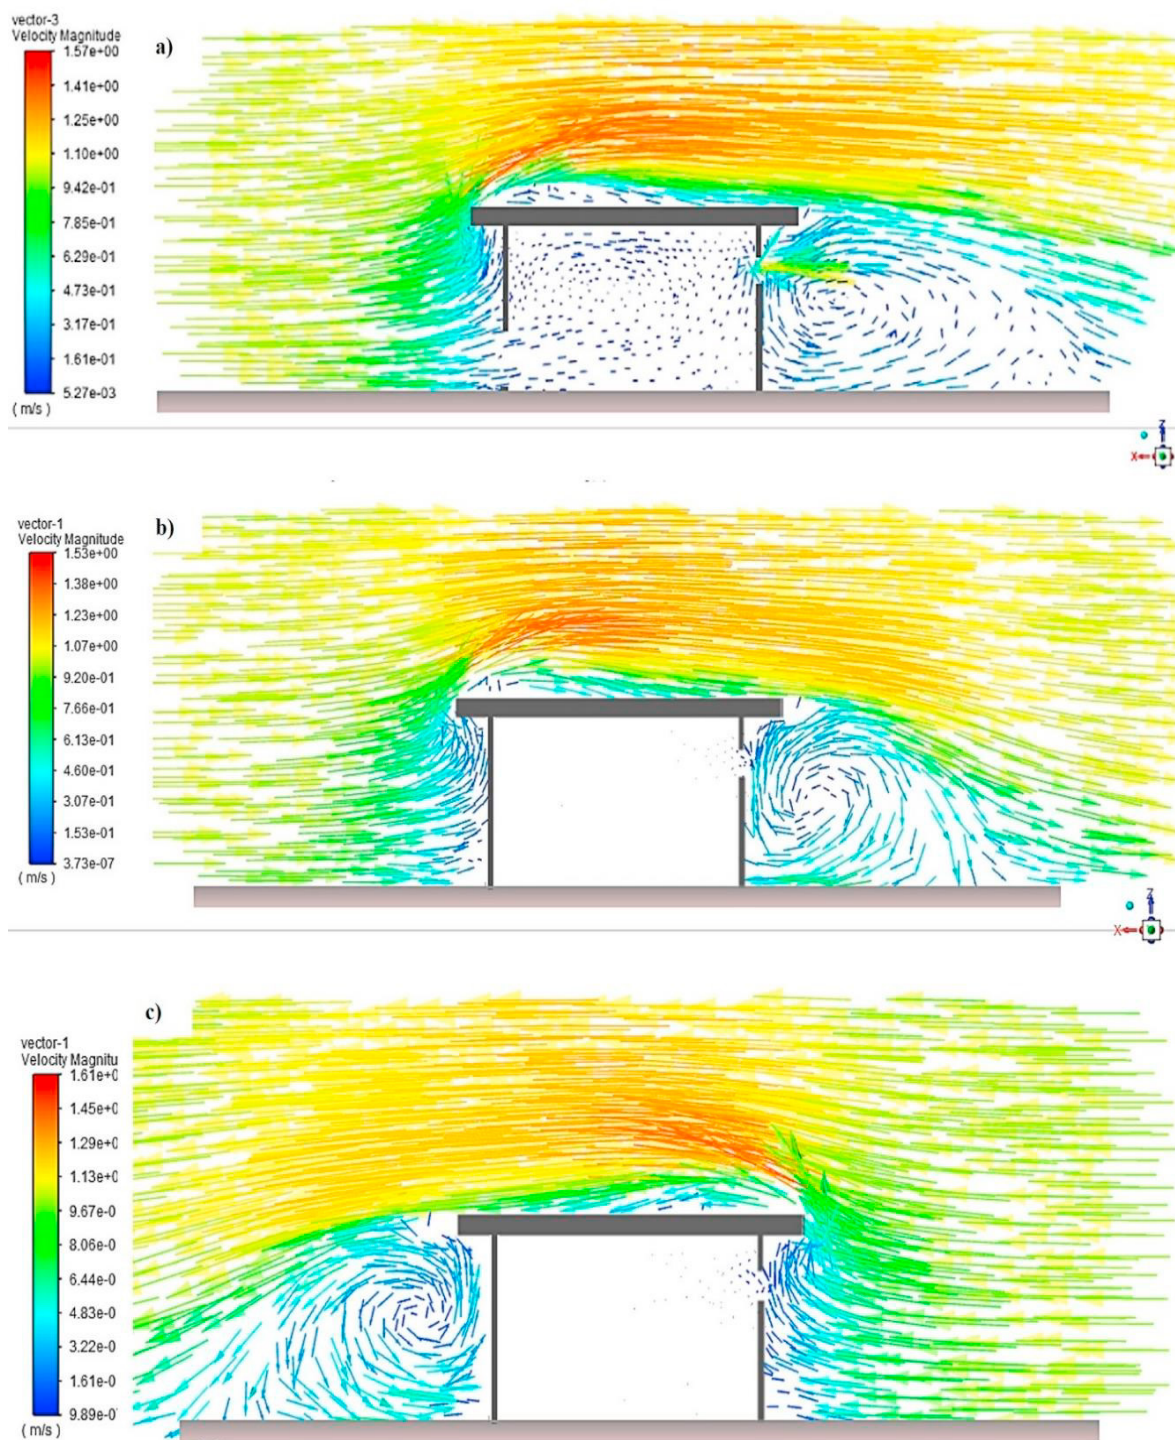 vector-3
Velocity Magnitude
a)
1.57e+00
1.41e+00
1.25e+00
1.10e+00
9.42e-01
7.85e-01
6.29e-01
4.73e-01
3.17e-01
1.61e-01
5.27e-03
( m/s )
Z
X
b)
vector-1
Velocity Magnitude
1.53e+00
1.38e+00
1.23e+00
1.07e+00
9.20e-01
7.66e-01
6.13e-01
4.60e-01
3.07e-01
1.53e-01
3.73e-07
( m/s )
Z
X
c)
vector-1
Velocity Magnitu
1.61e+0
1.45e+0
1.29e+0
1.13e+0
9.67e-0
8.06e-0
6.44e-0
4.83e-0
3.22e-0
1.61e-0
9.89e-0
( m/s )